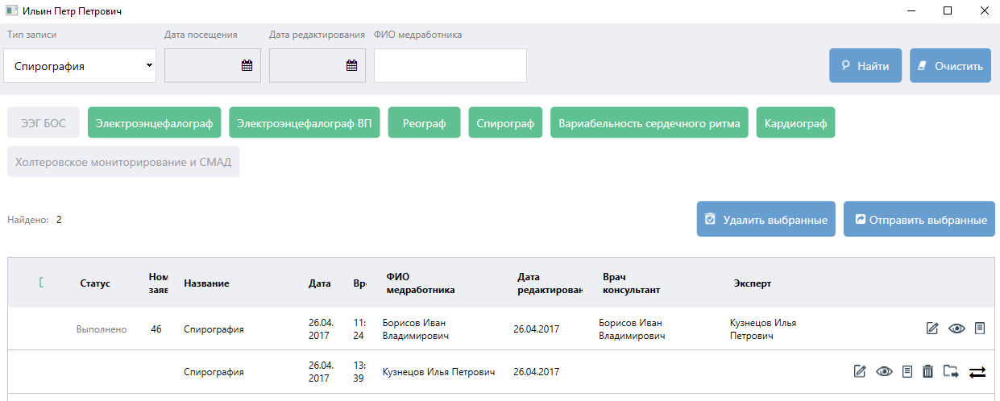 Ильин Петр Петрович
Тип записи
Дата посещения
Дата редактирования
ФИО медработника
Спирография
Найти
Очистить
ЭЭГ БОС
Электроэнцефалограф
Электроэнцефалограф ВП
Реограф
Спирограф
Вариабельность сердечного ритма
Кардиограф
Холтеровское мониторирование и СМАД
Найдено: 2
Удалить выбранные
Отправить выбранные
Статус
Ном
заяв
Название
Дата
Вре
ФИО
медработника
Дата
редактирован
Врач
консультант
Эксперт
Выполнено
46
Спирография
26.04.
2017
11:
24
Борисов Иван
Владимирович
26.04.2017
Борисов Иван
Владимирович
Кузнецов Илья
Петрович
Спирография
26.04.
2017
13:
39
Кузнецов Илья Петрович
26.04.2017